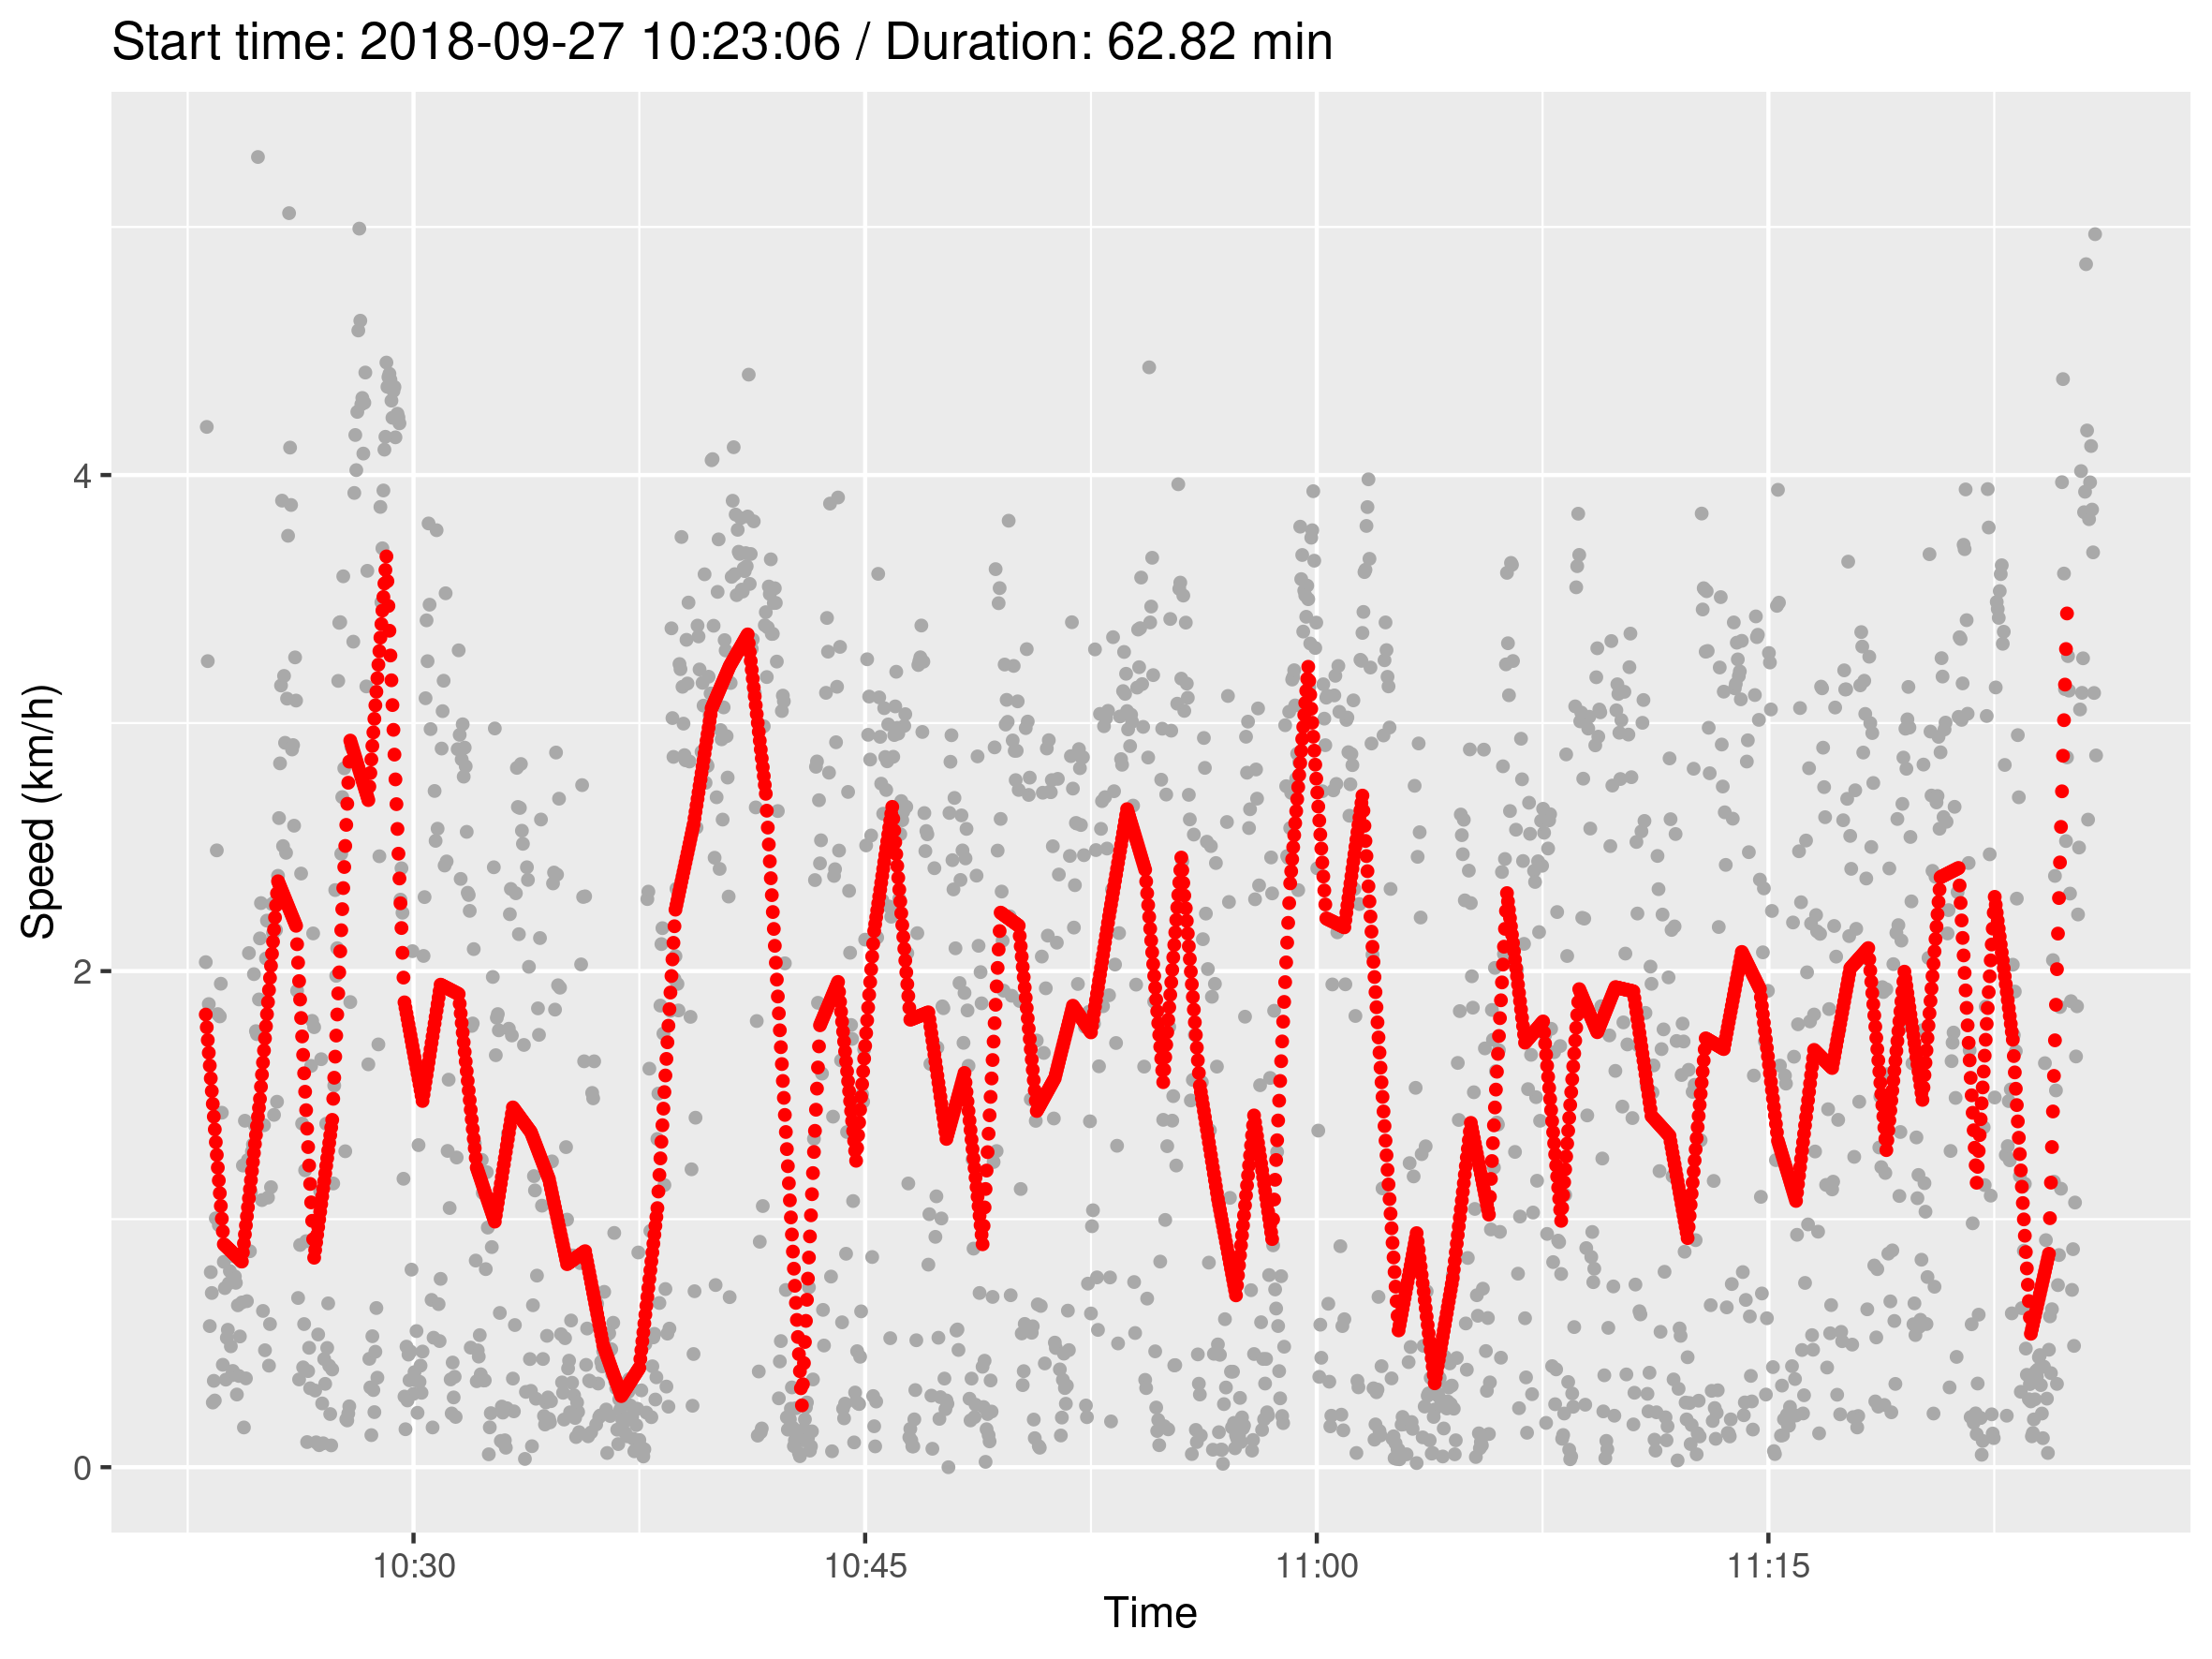 Start time: 2018-09-27 10:23:06 / Duration: 62.82 min
Speed (km/h)
4
2
0
10:30 10:45 11:00 11:15
Time